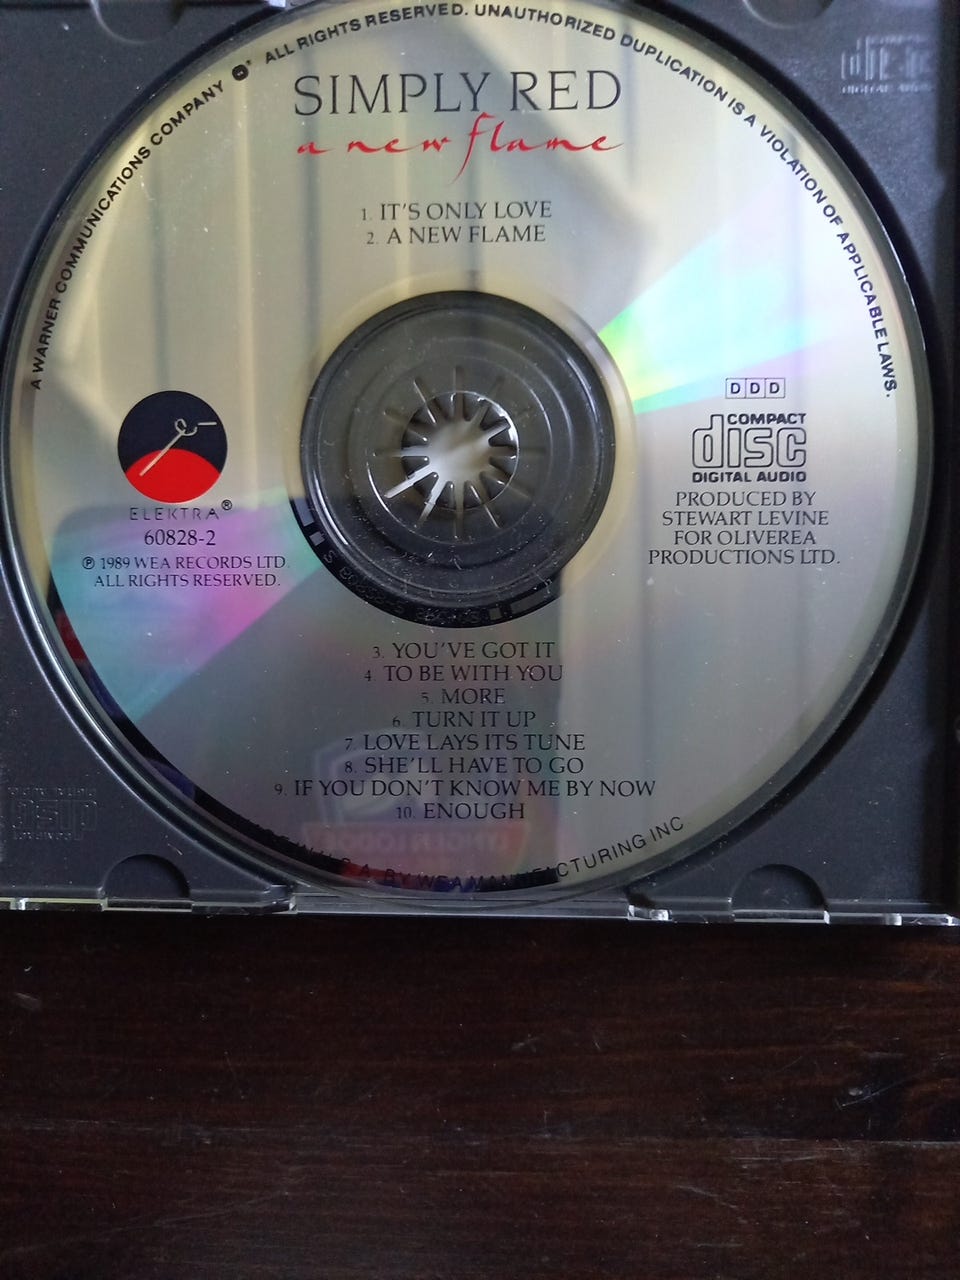 A WARNER COMMUNICATIONS COMPANY ALL RIGHTS RESERVED. UNAUTHORIZED DUPLICATION IS A VIOLATION OF APPLICABLE LAWS.
SIMPLY RED
a new flame
1. IT'S ONLY LOVE
2. A NEW FLAME
DDD
COMPACT
disc
DIGITAL AUDIO
PRODUCED BY
STEWART LEVINE
FOR OLIVEREA
PRODUCTIONS LTD.
ELEKTRA®
60828-2
℗ 1989 WEA RECORDS LTD.
ALL RIGHTS RESERVED.
3. YOU'VE GOT IT
4. TO BE WITH YOU
5. MORE
6. TURN IT UP
7. LOVE LAYS ITS TUNE
8. SHE'LL HAVE TO GO
9. IF YOU DON'T KNOW ME BY NOW
10. ENOUGH
U.S.A. BY WEA MANUFACTURING INC.